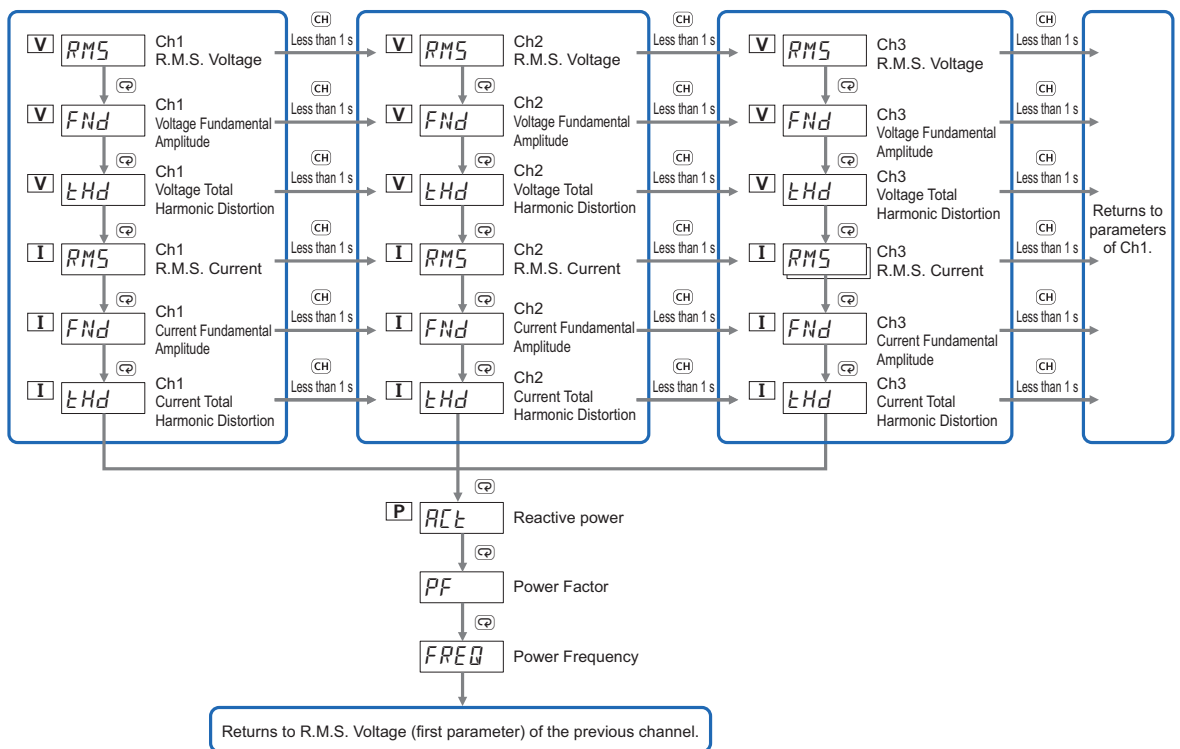 CH CH CH
Less than 1 s Less than 1 s Less than 1 s
V RMS Ch1 V RMS Ch2 V RMS Ch3
R.M.S. Voltage R.M.S. Voltage R.M.S. Voltage
CH CH CH
Less than 1 s Less than 1 s Less than 1 s
V FNd Ch1 V FNd Ch2 V FNd Ch3
Voltage Fundamental Voltage Fundamental Voltage Fundamental
Amplitude Amplitude Amplitude
CH CH CH
Less than 1 s Less than 1 s Less than 1 s
V tHd Ch1 V tHd Ch2 V tHd Ch3
Voltage Total Voltage Total Voltage Total
Harmonic Distortion Harmonic Distortion Harmonic Distortion
Returns to
parameters
of Ch1.
CH CH CH
Less than 1 s Less than 1 s Less than 1 s
I RMS Ch1 I RMS Ch2 I RMS Ch3
R.M.S. Current R.M.S. Current R.M.S. Current
CH CH CH
Less than 1 s Less than 1 s Less than 1 s
I FNd Ch1 I FNd Ch2 I FNd Ch3
Current Fundamental Current Fundamental Current Fundamental
Amplitude Amplitude Amplitude
CH CH CH
Less than 1 s Less than 1 s Less than 1 s
I tHd Ch1 I tHd Ch2 I tHd Ch3
Current Total Current Total Current Total
Harmonic Distortion Harmonic Distortion Harmonic Distortion
P ACt Reactive power
PF Power Factor
FREQ Power Frequency
Returns to R.M.S. Voltage (first parameter) of the previous channel.